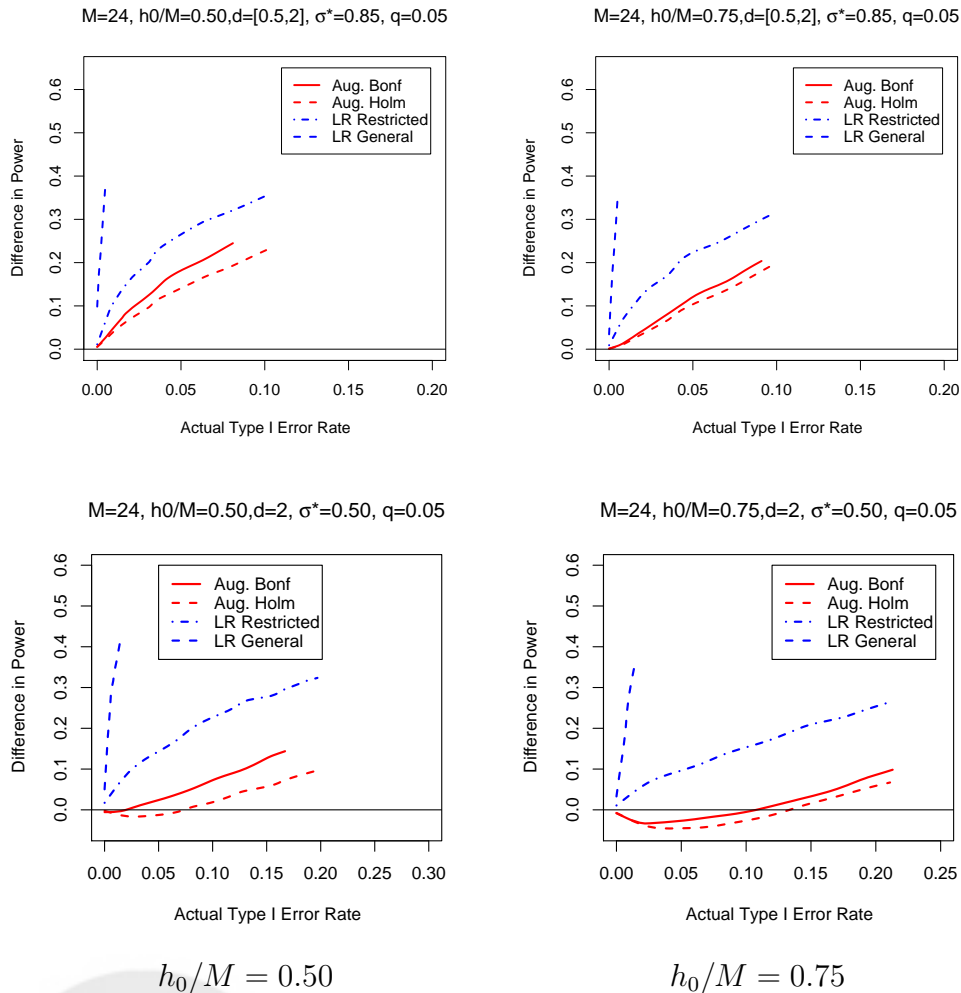 M=24, h0/M=0.50,d=[0.5,2], σ*=0.85, q=0.05
Difference in Power
0.6
0.5
0.4
0.3
0.2
0.1
0.0
Aug. Bonf
Aug. Holm
LR Restricted
LR General
0.00 0.05 0.10 0.15 0.20
Actual Type I Error Rate
M=24, h0/M=0.75,d=[0.5,2], σ*=0.85, q=0.05
Difference in Power
0.6
0.5
0.4
0.3
0.2
0.1
0.0
Aug. Bonf
Aug. Holm
LR Restricted
LR General
0.00 0.05 0.10 0.15 0.20
Actual Type I Error Rate
M=24, h0/M=0.50,d=2, σ*=0.50, q=0.05
Difference in Power
0.6
0.5
0.4
0.3
0.2
0.1
0.0
Aug. Bonf
Aug. Holm
LR Restricted
LR General
0.00 0.05 0.10 0.15 0.20 0.25 0.30
Actual Type I Error Rate
M=24, h0/M=0.75,d=2, σ*=0.50, q=0.05
Difference in Power
0.6
0.5
0.4
0.3
0.2
0.1
0.0
Aug. Bonf
Aug. Holm
LR Restricted
LR General
0.00 0.05 0.10 0.15 0.20 0.25
Actual Type I Error Rate
h₀/M = 0.50
h₀/M = 0.75